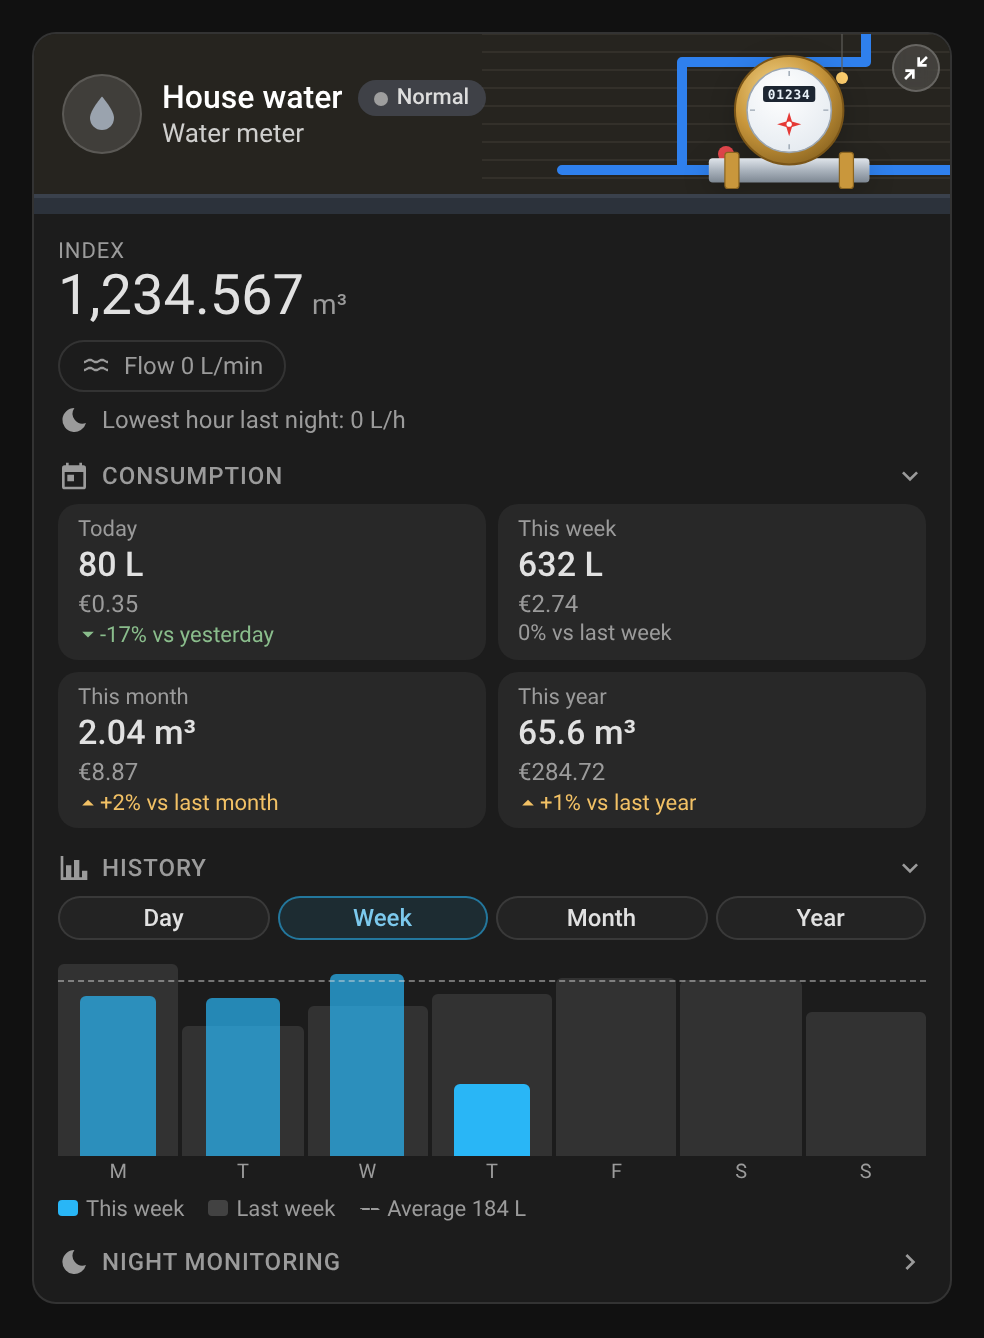 House water
Normal
Water meter
01234
INDEX
1,234.567 m³
Flow 0 L/min
Lowest hour last night: 0 L/h
CONSUMPTION
Today
80 L
€0.35
-17% vs yesterday
This week
632 L
€2.74
0% vs last week
This month
2.04 m³
€8.87
+2% vs last month
This year
65.6 m³
€284.72
+1% vs last year
HISTORY
Day
Week
Month
Year
M T W T F S S
This week
Last week
Average 184 L
NIGHT MONITORING